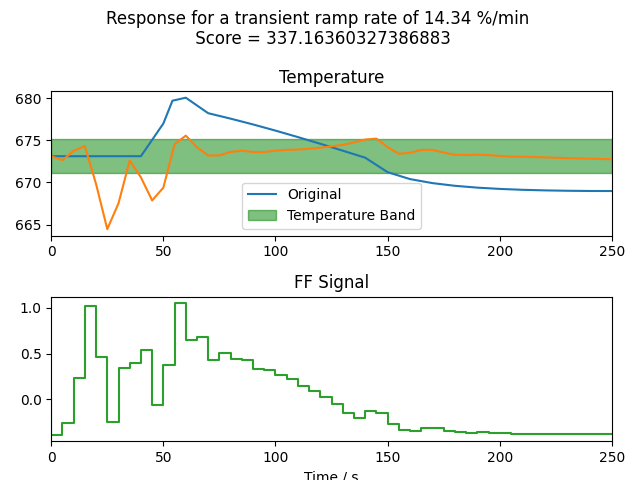 Response for a transient ramp rate of 14.34 %/min
Score = 337.16360327386883
Temperature
680
675
670
665
Original
Temperature Band
0 50 100 150 200 250
FF Signal
1.0
0.5
0.0
0 50 100 150 200 250
Time / s